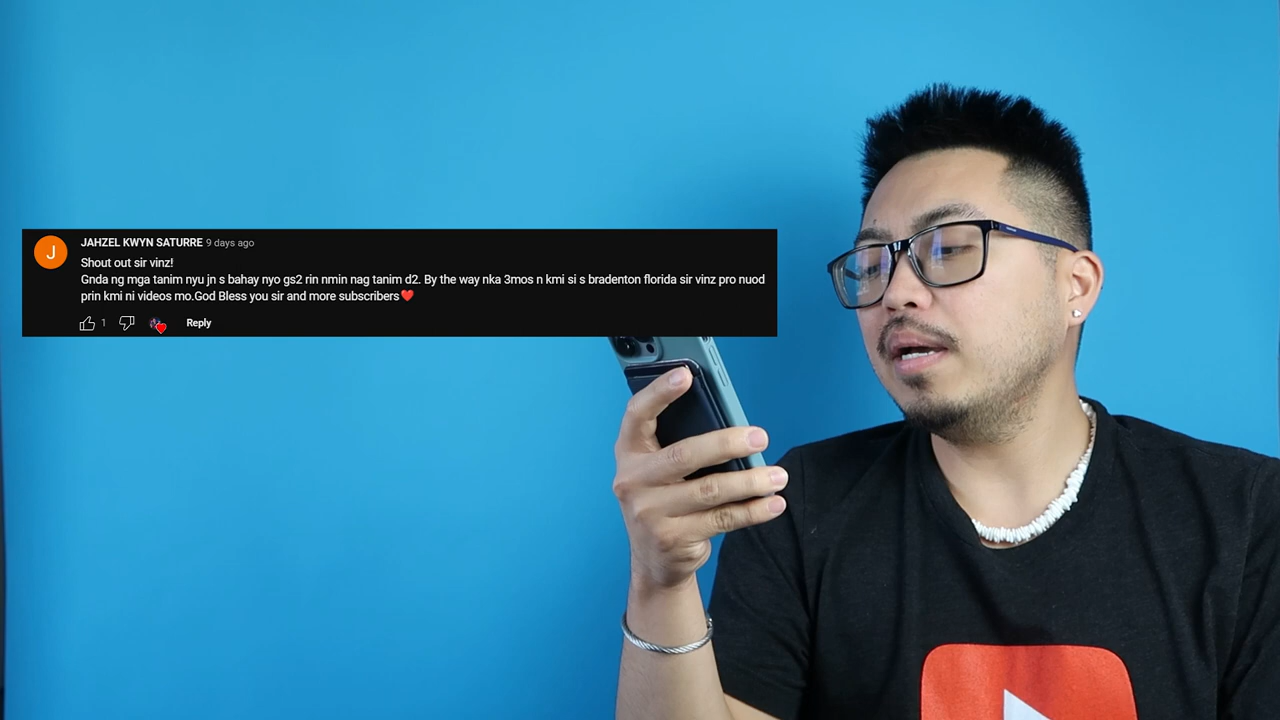 J
JAHZEL KWYN SATURRE 9 days ago
Shout out sir vinz!
Gnda ng mga tanim nyu jn s bahay nyo gs2 rin nmin nag tanim d2. By the way nka 3mos n kmi si s bradenton florida sir vinz pro nuod
prin kmi ni videos mo.God Bless you sir and more subscribers❤️
1 Reply